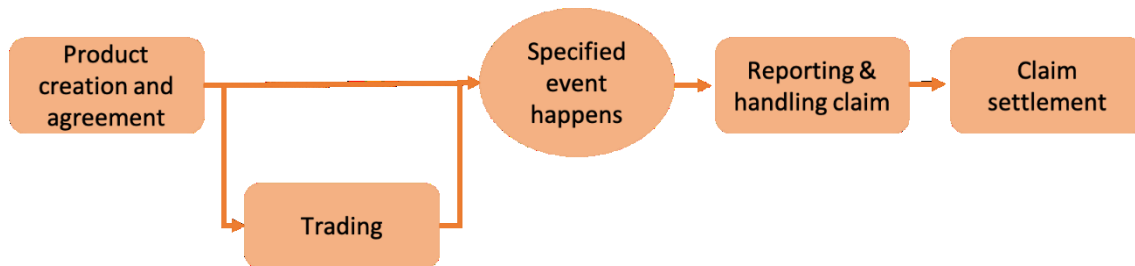 Product
creation and
agreement
Specified
event
happens
Reporting &
handling claim
Claim
settlement
Trading